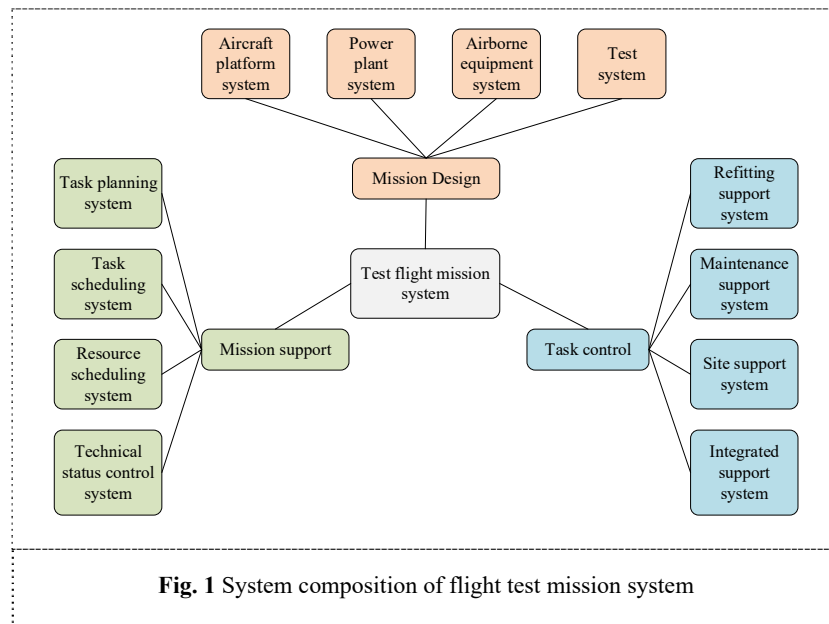 Aircraft
platform
system
Power
plant
system
Airborne
equipment
system
Test
system
Mission Design
Task planning
system
Task
scheduling
system
Resource
scheduling
system
Technical
status control
system
Test flight mission
system
Mission support
Task control
Refitting
support
system
Maintenance
support
system
Site support
system
Integrated
support
system
Fig. 1 System composition of flight test mission system